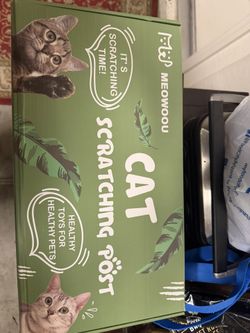 MEOWOOU
IT'S
SCRATCHING
TIME!
CAT
SCRATCHING POST
HEALTHY
TOYS FOR
HEALTHY PETS